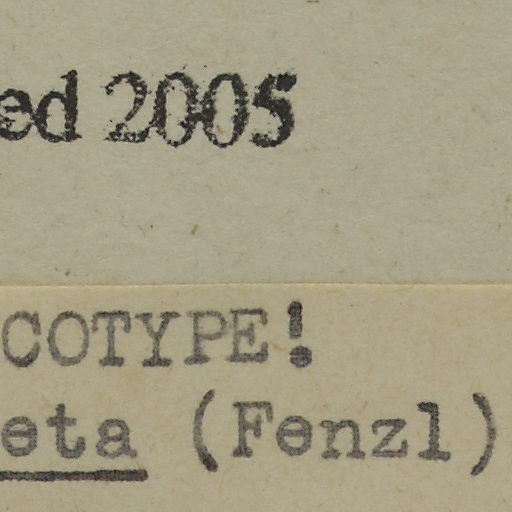 ed 2005
COTYPE!
eta (Fenzl)